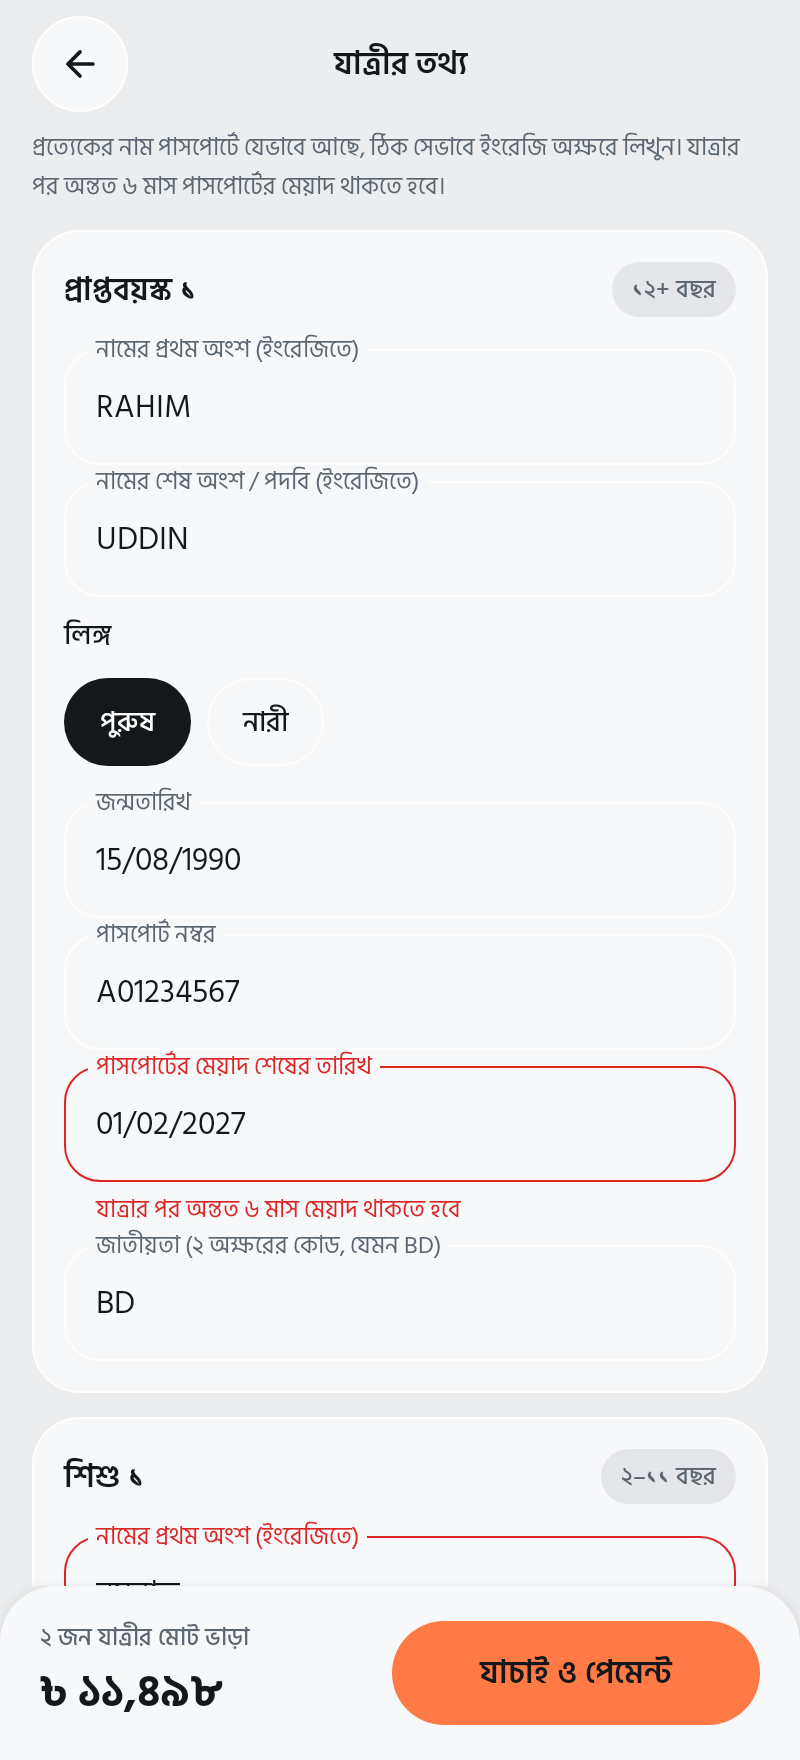 যাত্রীর তথ্য
প্রত্যেকের নাম পাসপোর্টে যেভাবে আছে, ঠিক সেভাবে ইংরেজি অক্ষরে লিখুন। যাত্রার
পর অন্তত ৬ মাস পাসপোর্টের মেয়াদ থাকতে হবে।
প্রাপ্তবয়স্ক ১
১২+ বছর
নামের প্রথম অংশ (ইংরেজিতে)
RAHIM
নামের শেষ অংশ / পদবি (ইংরেজিতে)
UDDIN
লিঙ্গ
পুরুষ
নারী
জন্মতারিখ
15/08/1990
পাসপোর্ট নম্বর
A01234567
পাসপোর্টের মেয়াদ শেষের তারিখ
01/02/2027
যাত্রার পর অন্তত ৬ মাস মেয়াদ থাকতে হবে
জাতীয়তা (২ অক্ষরের কোড, যেমন BD)
BD
শিশু ১
২–১১ বছর
নামের প্রথম অংশ (ইংরেজিতে)
২ জন যাত্রীর মোট ভাড়া
৳ ১১,৪৯৮
যাচাই ও পেমেন্ট